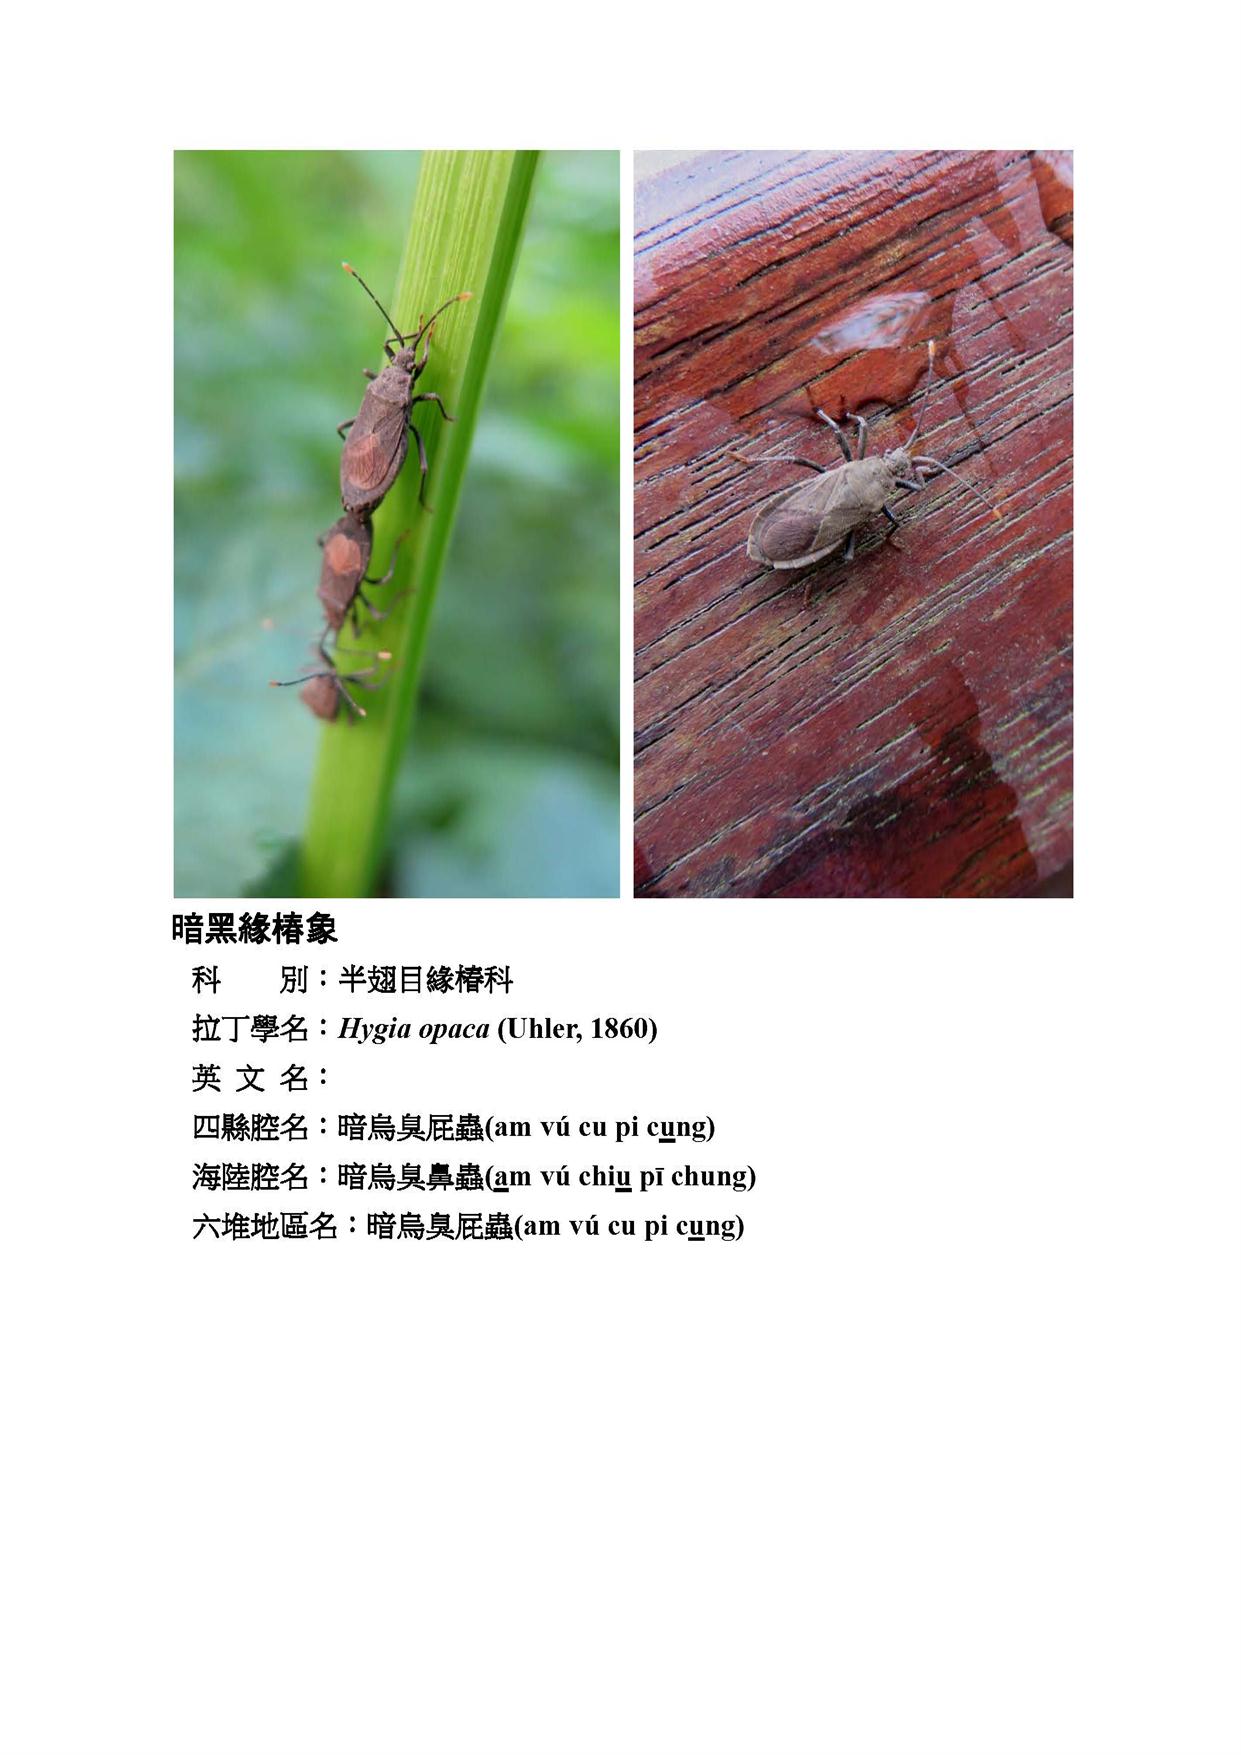 暗黑緣椿象
科　　別：半翅目緣椿科
拉丁學名：Hygia opaca (Uhler, 1860)
英 文 名：
四縣腔名：暗烏臭屁蟲(am vú cu pi cung)
海陸腔名：暗烏臭鼻蟲(am vú chiu pī chung)
六堆地區名：暗烏臭屁蟲(am vú cu pi cung)